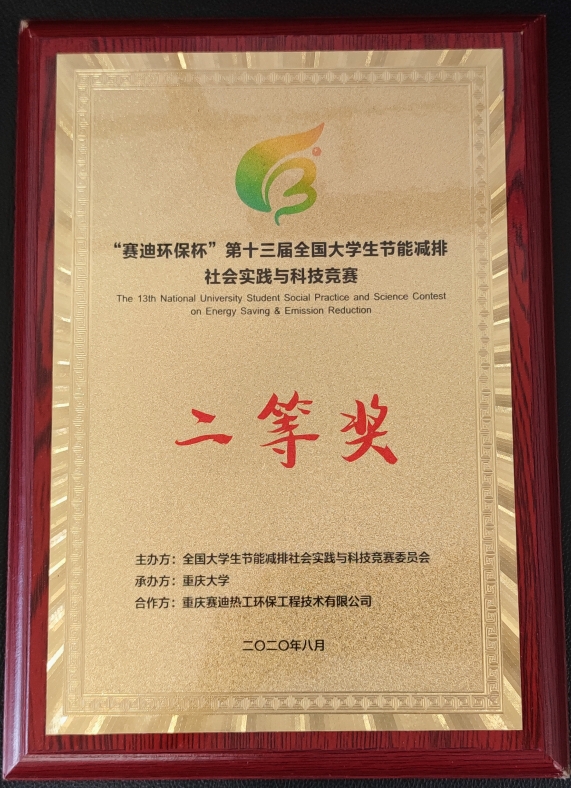 “赛迪环保杯”第十三届全国大学生节能减排
社会实践与科技竞赛
The 13th National University Student Social Practice and Science Contest
on Energy Saving & Emission Reduction
二等奖
主办方：全国大学生节能减排社会实践与科技竞赛委员会
承办方：重庆大学
合作方：重庆赛迪热工环保工程技术有限公司
二〇二〇年八月